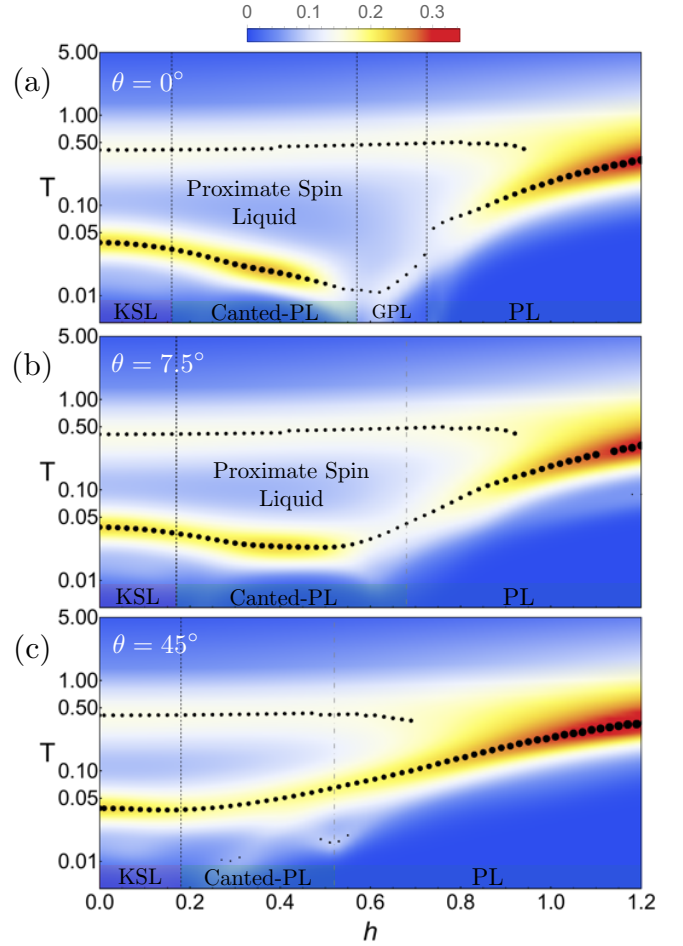 0 0.1 0.2 0.3
(a)
θ = 0°
5.00
1.00
0.50
T
0.10
0.05
0.01
Proximate Spin
Liquid
KSL Canted-PL GPL PL
(b)
θ = 7.5°
5.00
1.00
0.50
T
0.10
0.05
0.01
Proximate Spin
Liquid
KSL Canted-PL PL
(c)
θ = 45°
5.00
1.00
0.50
T
0.10
0.05
0.01
KSL Canted-PL PL
0.0 0.2 0.4 0.6 0.8 1.0 1.2
h